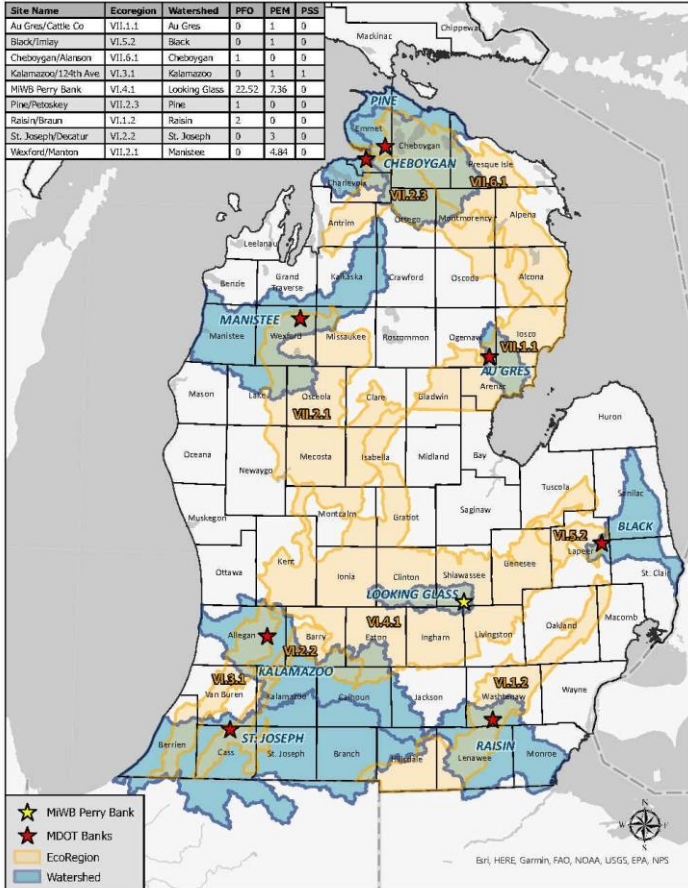 Site Name Ecoregion Watershed PFO PEM PSS
Au Gres/Cattle Co VII.1.1 Au Gres 0 1 0
Black/Imlay VI.5.2 Black 0 1 0
Cheboygan/Alanson VII.6.1 Cheboygan 1 0 0
Kalamazoo/124th Ave VI.3.1 Kalamazoo 0 1 1
MiWB Perry Bank VI.4.1 Looking Glass 22.52 7.36 0
Pine/Petoskey VII.2.3 Pine 1 0 0
Raisin/Braun VI.1.2 Raisin 2 0 0
St. Joseph/Decatur VI.2.2 St. Joseph 0 3 0
Wexford/Manton VII.2.1 Manistee 0 4.84 0
Chippewa
Mackinac
PINE
Emmet
Cheboygan
CHEBOYGAN
Presque Isle
Charlevoix
VII.2.3
VII.6.1
Antrim
Otsego
Montmorency
Alpena
Leelanau
Benzie
Grand
Traverse
Kalkaska
Crawford
Oscoda
Alcona
MANISTEE
Manistee
Wexford
Missaukee
Roscommon
Ogemaw
Iosco
VII.1.1
AU GRES
Arenac
Mason
Lake
Osceola
Clare
Gladwin
VII.2.1
Huron
Oceana
Newaygo
Mecosta
Isabella
Midland
Bay
Tuscola
Sanilac
Muskegon
Montcalm
Gratiot
Saginaw
BLACK
VI.5.2
Lapeer
Genesee
St. Clair
Kent
Ottawa
Ionia
Clinton
Shiawassee
LOOKING GLASS
Macomb
Oakland
Allegan
Barry
VI.4.1
Eaton
Ingham
Livingston
VI.2.2
KALAMAZOO
VI.3.1
Van Buren
Kalamazoo
Calhoun
Jackson
VI.1.2
Washtenaw
Wayne
ST. JOSEPH
RAISIN
Berrien
Cass
St. Joseph
Branch
Hillsdale
Lenawee
Monroe
MiWB Perry Bank
MDOT Banks
EcoRegion
Watershed
N
W E
S
Esri, HERE, Garmin, FAO, NOAA, USGS, EPA, NPS